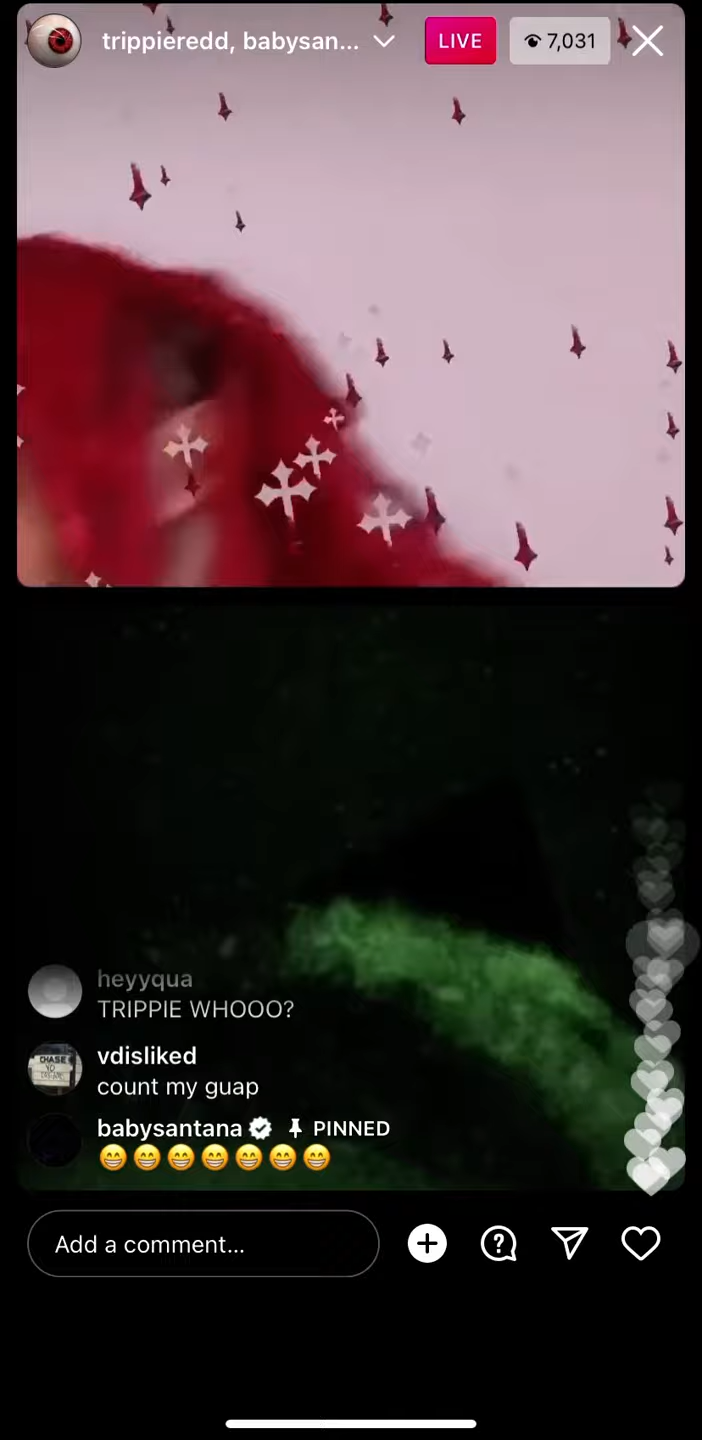 trippieredd, babysan...
LIVE
7,031
heyyqua
TRIPPIE WHOOO?
vdisliked
count my guap
babysantana PINNED
😁😁😁😁😁😁😁
Add a comment...